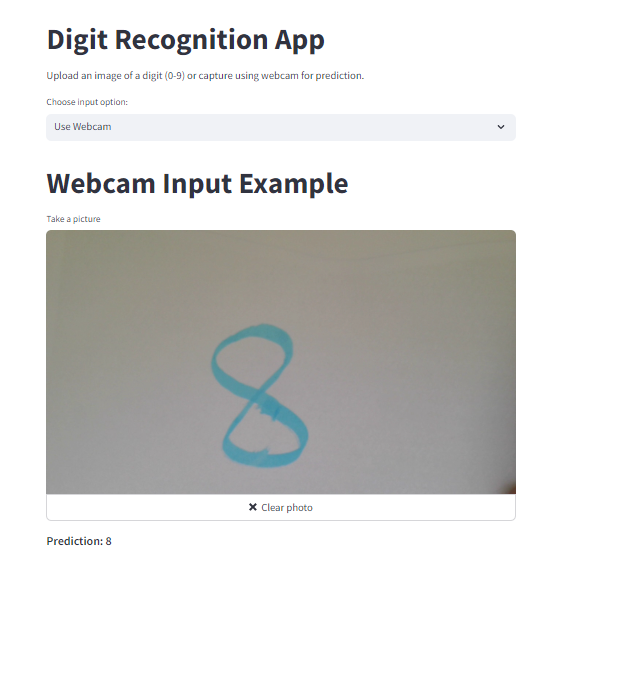 Digit Recognition App
Upload an image of a digit (0-9) or capture using webcam for prediction.
Choose input option:
Use Webcam
Webcam Input Example
Take a picture
8
✖ Clear photo
Prediction: 8